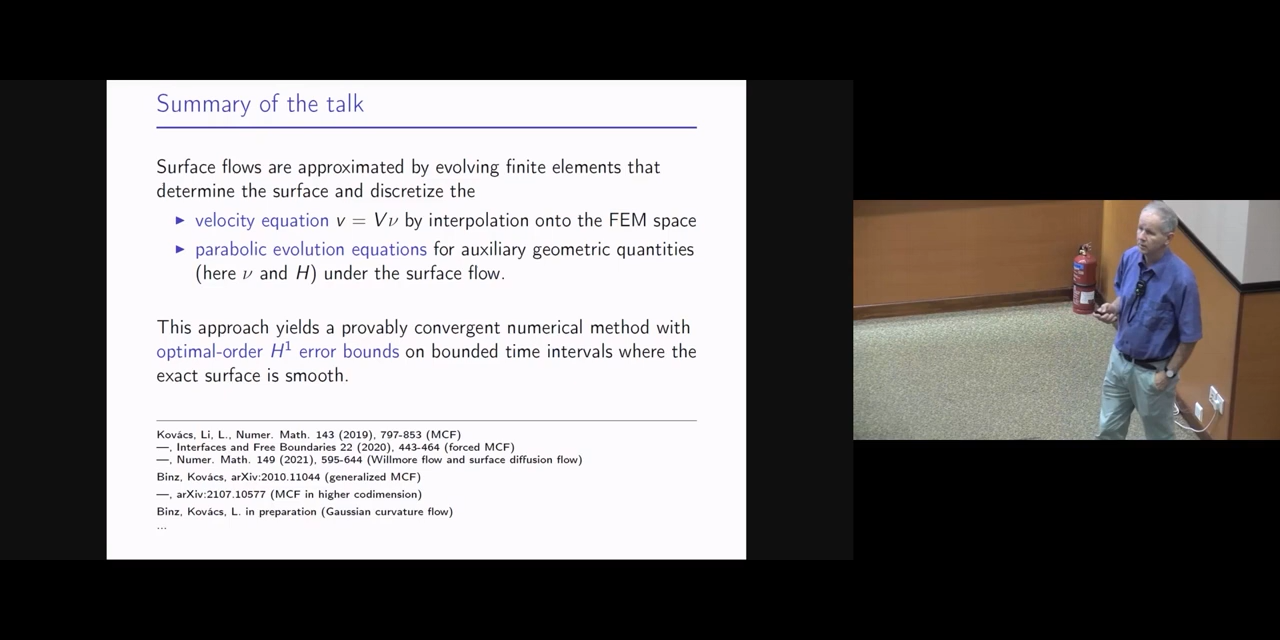 Summary of the talk
Surface flows are approximated by evolving finite elements that
determine the surface and discretize the
▶ velocity equation v = Vν by interpolation onto the FEM space
▶ parabolic evolution equations for auxiliary geometric quantities
(here ν and H) under the surface flow.
This approach yields a provably convergent numerical method with
optimal-order H¹ error bounds on bounded time intervals where the
exact surface is smooth.
Kovács, Li, L., Numer. Math. 143 (2019), 797-853 (MCF)
—, Interfaces and Free Boundaries 22 (2020), 443-464 (forced MCF)
—, Numer. Math. 149 (2021), 595-644 (Willmore flow and surface diffusion flow)
Binz, Kovács, arXiv:2010.11044 (generalized MCF)
—, arXiv:2107.10577 (MCF in higher codimension)
Binz, Kovács, L. in preparation (Gaussian curvature flow)
...